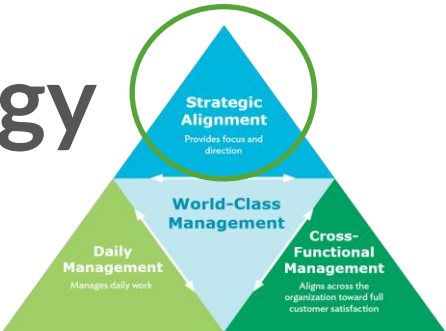 gy
Strategic
Alignment
Provides focus and
direction
World-Class
Management
Daily
Management
Manages daily work
Cross-
Functional
Management
Aligns across the
organization toward full
customer satisfaction